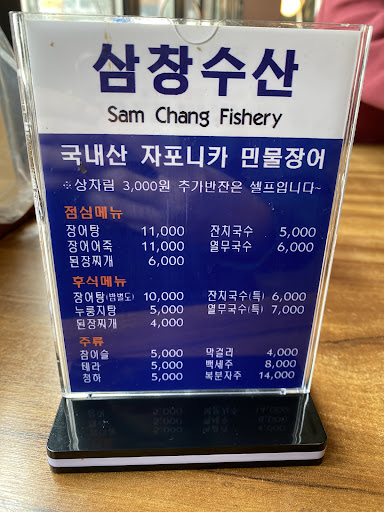 삼창수산
Sam Chang Fishery
국내산 자포니카 민물장어
※상차림 3,000원 추가반찬은 셀프입니다~
점심메뉴
장어탕 11,000 잔치국수 5,000
장어어죽 11,000 열무국수 6,000
된장찌개 6,000
후식메뉴
장어탕(밥별도) 10,000 잔치국수(특) 6,000
누룽지탕 5,000 열무국수(특) 7,000
된장찌개 4,000
주류
참이슬 5,000 막걸리 4,000
테라 5,000 백세주 8,000
청하 5,000 복분자주 14,000